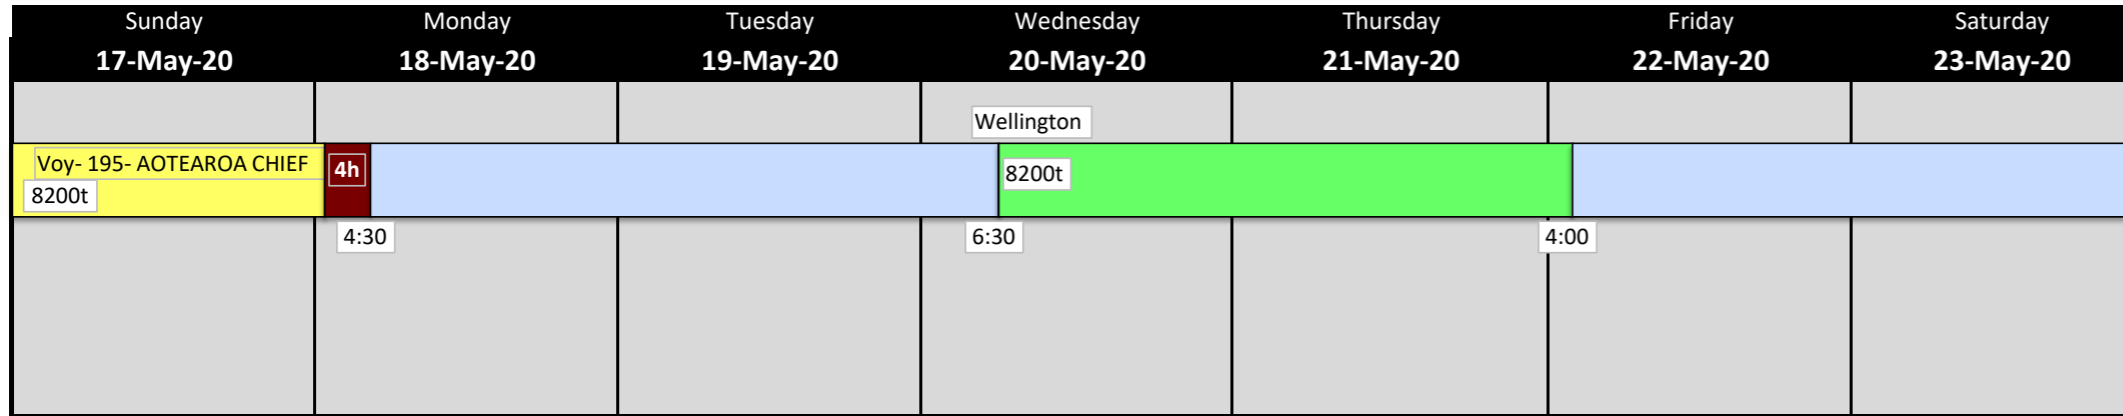 Sunday
Monday
Tuesday
Wednesday
Thursday
Friday
Saturday
17-May-20
18-May-20
19-May-20
20-May-20
21-May-20
22-May-20
23-May-20
Wellington
Voy- 195- AOTEAROA CHIEF
4h
8200t
8200t
4:30
6:30
4:00